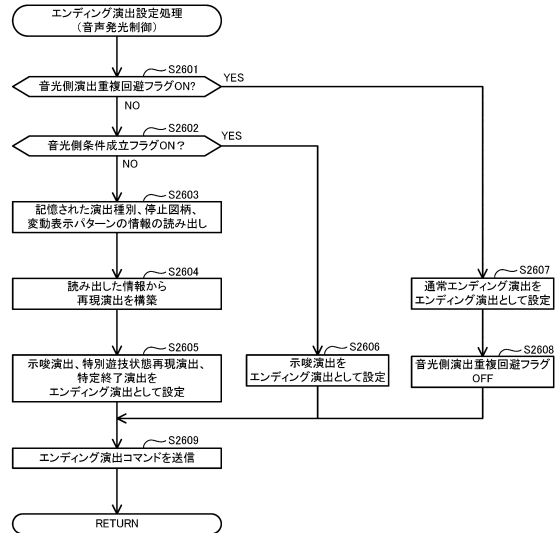 エンディング演出設定処理
(音声発光制御)
S2601
音光側演出重複回避フラグON?
YES
NO
S2602
音光側条件成立フラグON?
YES
NO
S2603
記憶された演出種別、停止図柄、
変動表示パターンの情報の読み出し
S2604
読み出した情報から
再現演出を構築
S2605
示唆演出、特別遊技状態再現演出、
特定終了演出を
エンディング演出として設定
S2606
示唆演出を
エンディング演出として設定
S2607
通常エンディング演出を
エンディング演出として設定
S2608
音光側演出重複回避フラグ
OFF
S2609
エンディング演出コマンドを送信
RETURN